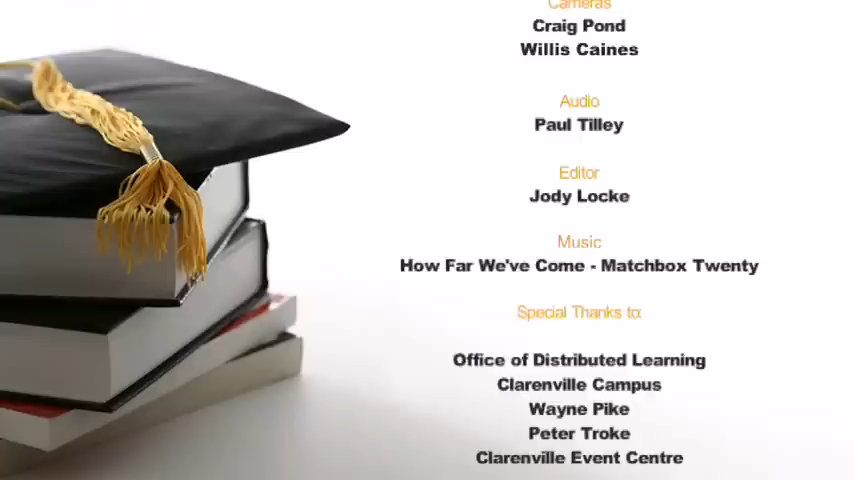 Cameras
Craig Pond
Willis Caines
Audio
Paul Tilley
Editor
Jody Locke
Music
How Far We've Come - Matchbox Twenty
Special Thanks to:
Office of Distributed Learning
Clarenville Campus
Wayne Pike
Peter Troke
Clarenville Event Centre